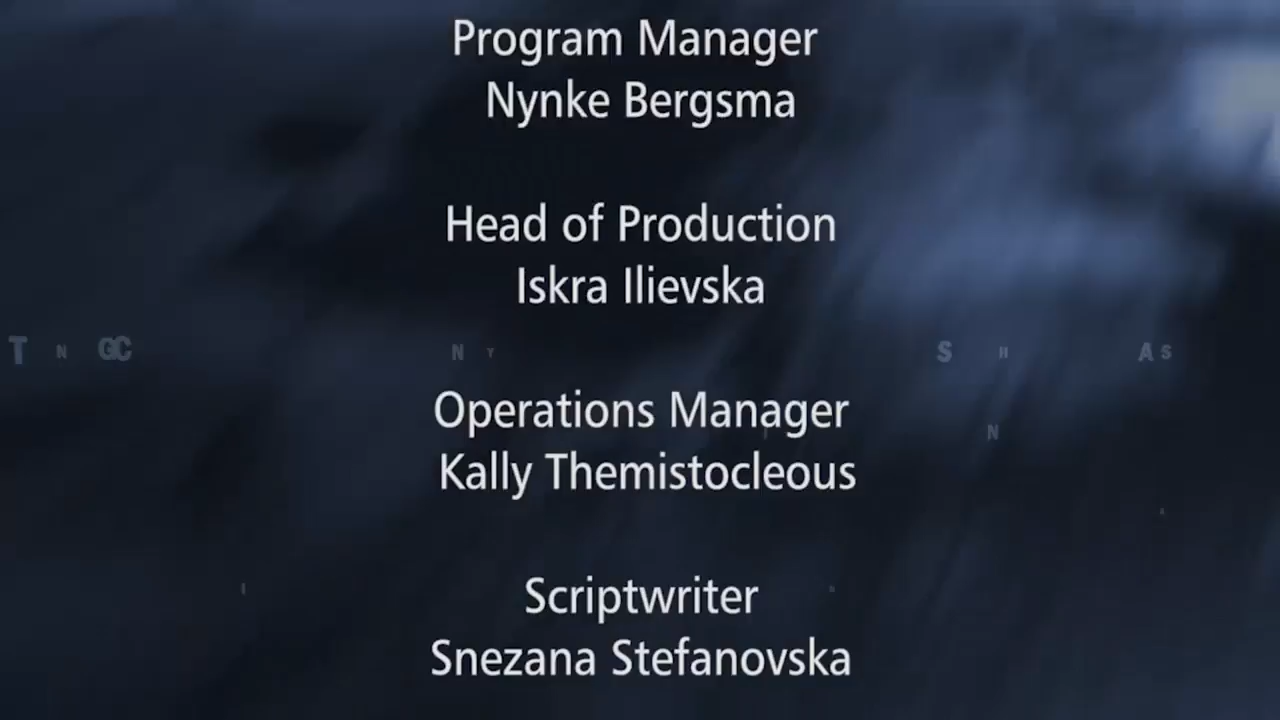 Program Manager
Nynke Bergsma
Head of Production
Iskra Ilievska
Operations Manager
Kally Themistocleous
Scriptwriter
Snezana Stefanovska